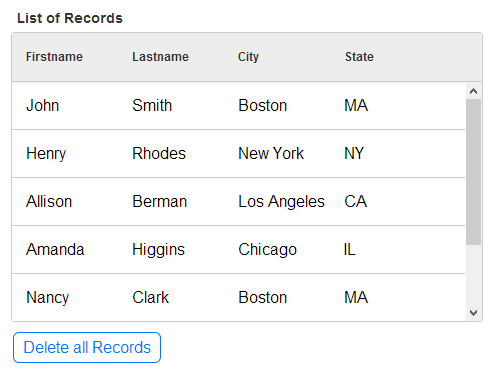 List of Records
Firstname Lastname City State
John Smith Boston MA
Henry Rhodes New York NY
Allison Berman Los Angeles CA
Amanda Higgins Chicago IL
Nancy Clark Boston MA
Delete all Records